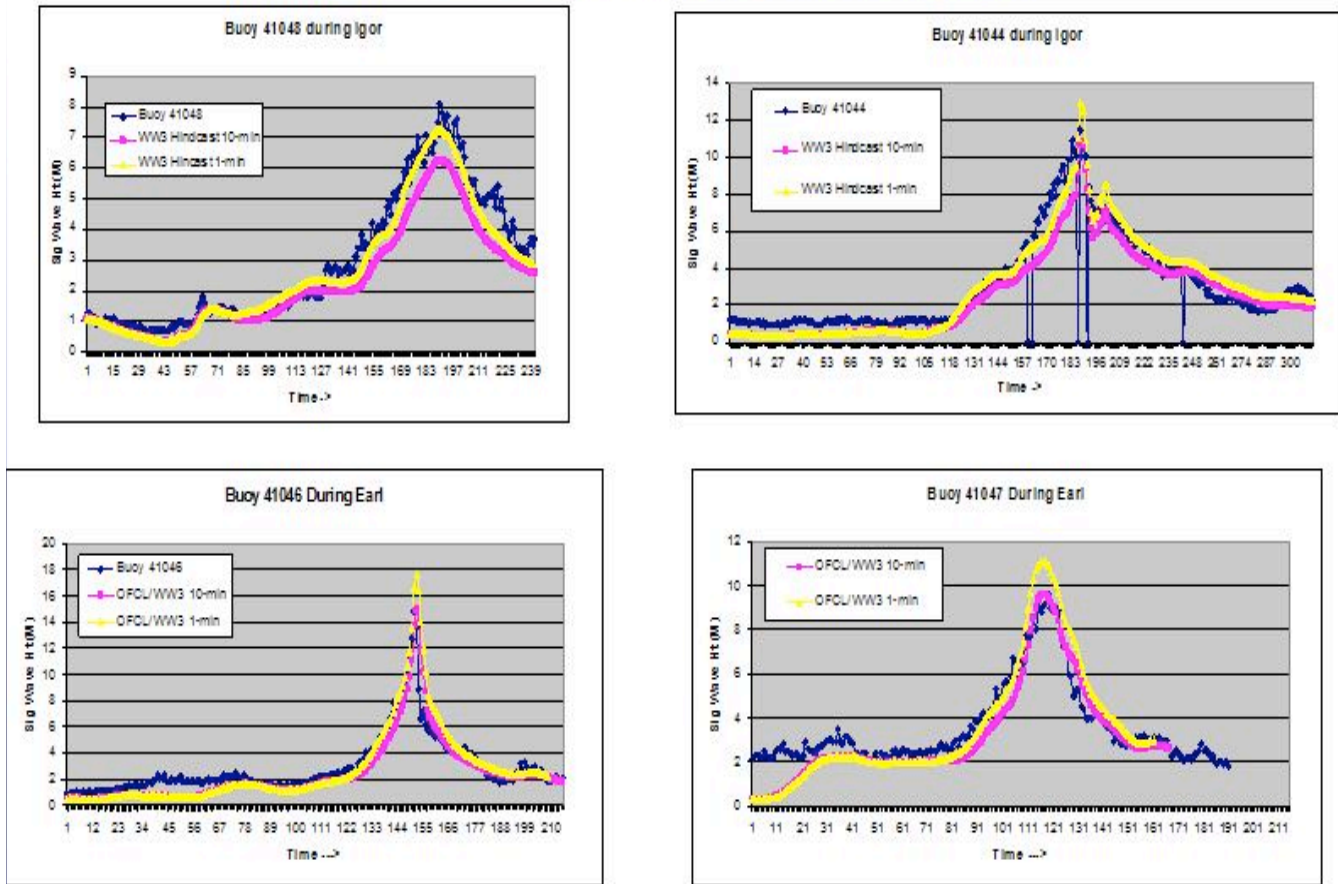 Buoy 41048 during Igor
9
8
7
6
5
4
3
2
1
0
Sig Wave Ht(M)
Buoy 41048
WW3 Hindcast 10-min
WW3 Hincast 1-min
1 15 29 43 57 71 85 99 113 127 141 155 169 183 197 211 225 239
Time ->
Buoy 41044 during Igor
14
12
10
8
6
4
2
0
Sig Wave Ht(M)
Buoy 41044
WW3 Hindcast 10-min
WW3 Hindcast 1-min
1 14 27 40 53 66 79 92 105 118 131 144 157 170 183 196 209 222 235 248 261 274 287 300
Time ->
Buoy 41046 During Earl
20
18
16
14
12
10
8
6
4
2
0
Sig Wave Ht(M)
Buoy 41046
OFCL/WW3 10-min
OFCL/WW3 1-min
1 12 23 34 45 56 67 78 89 100 111 122 133 144 155 166 177 188 199 210
Time --->
Buoy 41047 During Earl
12
10
8
6
4
2
0
Sig Wave Ht(M)
OFCL/WW3 10-min
OFCL/WW3 1-min
1 11 21 31 41 51 61 71 81 91 101 111 121 131 141 151 161 171 181 191 201 211
Time --->